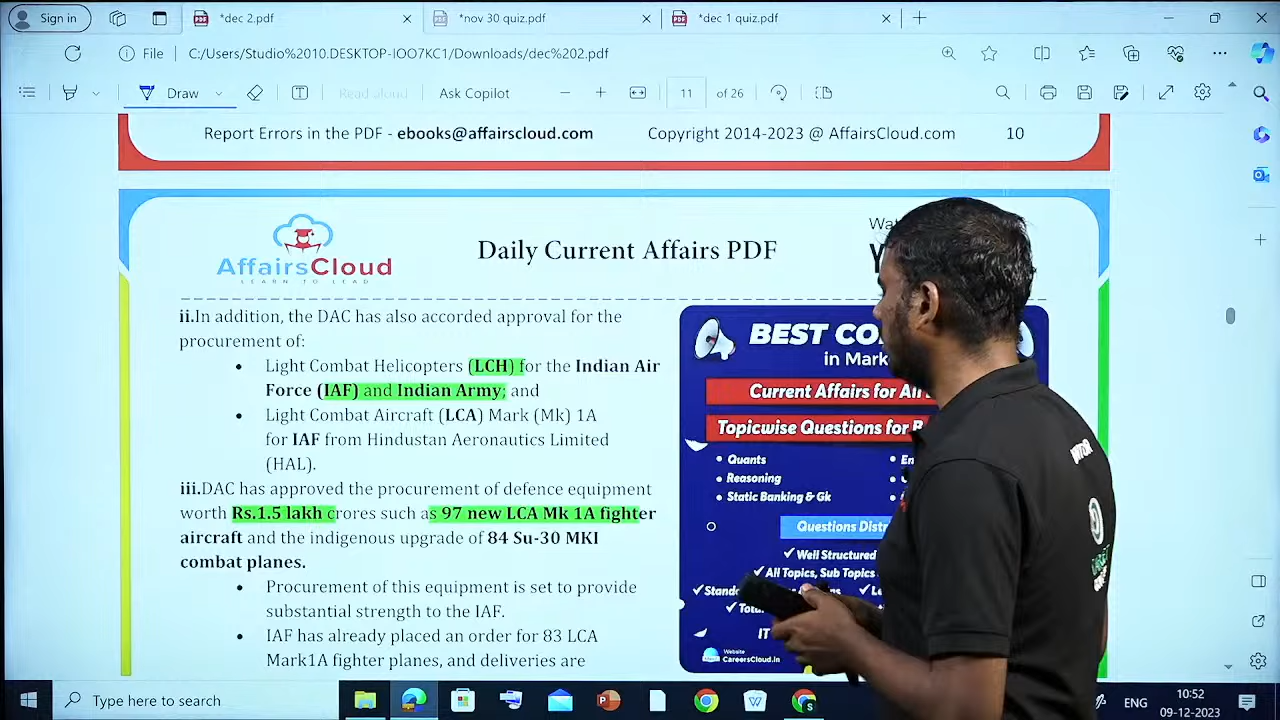 Sign in
*dec 2.pdf
*nov 30 quiz.pdf
*dec 1 quiz.pdf
File
C:/Users/Studio%2010.DESKTOP-IOO7KC1/Downloads/dec%202.pdf
Draw
Read aloud
Ask Copilot
11 of 26
Report Errors in the PDF - ebooks@affairscloud.com Copyright 2014-2023 @ AffairsCloud.com 10
AffairsCloud
LEARN TO LEAD
Daily Current Affairs PDF
ii.In addition, the DAC has also accorded approval for the
procurement of:
• Light Combat Helicopters (LCH) for the Indian Air
Force (IAF) and Indian Army; and
• Light Combat Aircraft (LCA) Mark (Mk) 1A
for IAF from Hindustan Aeronautics Limited
(HAL).
iii.DAC has approved the procurement of defence equipment
worth Rs.1.5 lakh crores such as 97 new LCA Mk 1A fighter
aircraft and the indigenous upgrade of 84 Su-30 MKI
combat planes.
• Procurement of this equipment is set to provide
substantial strength to the IAF.
• IAF has already placed an order for 83 LCA
Mark1A fighter planes, and deliveries are
BEST
in
Current Affairs for
Topicwise Questions for
• Quants
• Reasoning
• Static Banking & Gk
Questions
✓ Well Structured
✓ All Topics, Sub Topics
IT
Website
CareersCloud.in
Type here to search
ENG
10:52
09-12-2023